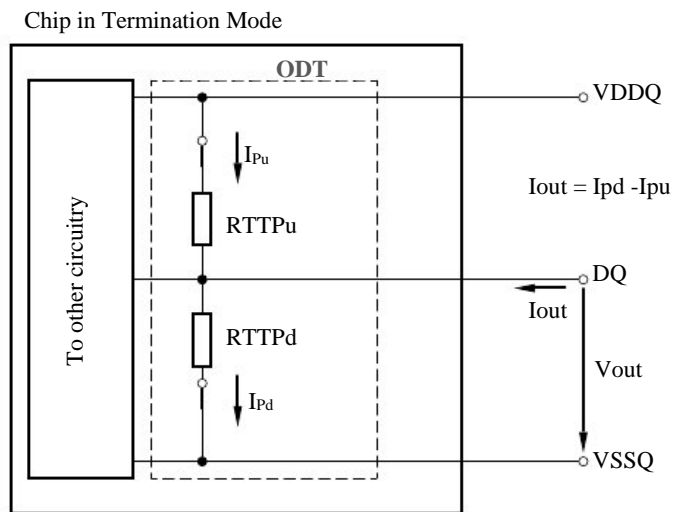 Chip in Termination Mode
ODT
VDDQ
IPu
Iout = Ipd -Ipu
RTTPu
To other circuitry
DQ
Iout
RTTPd
Vout
IPd
VSSQ